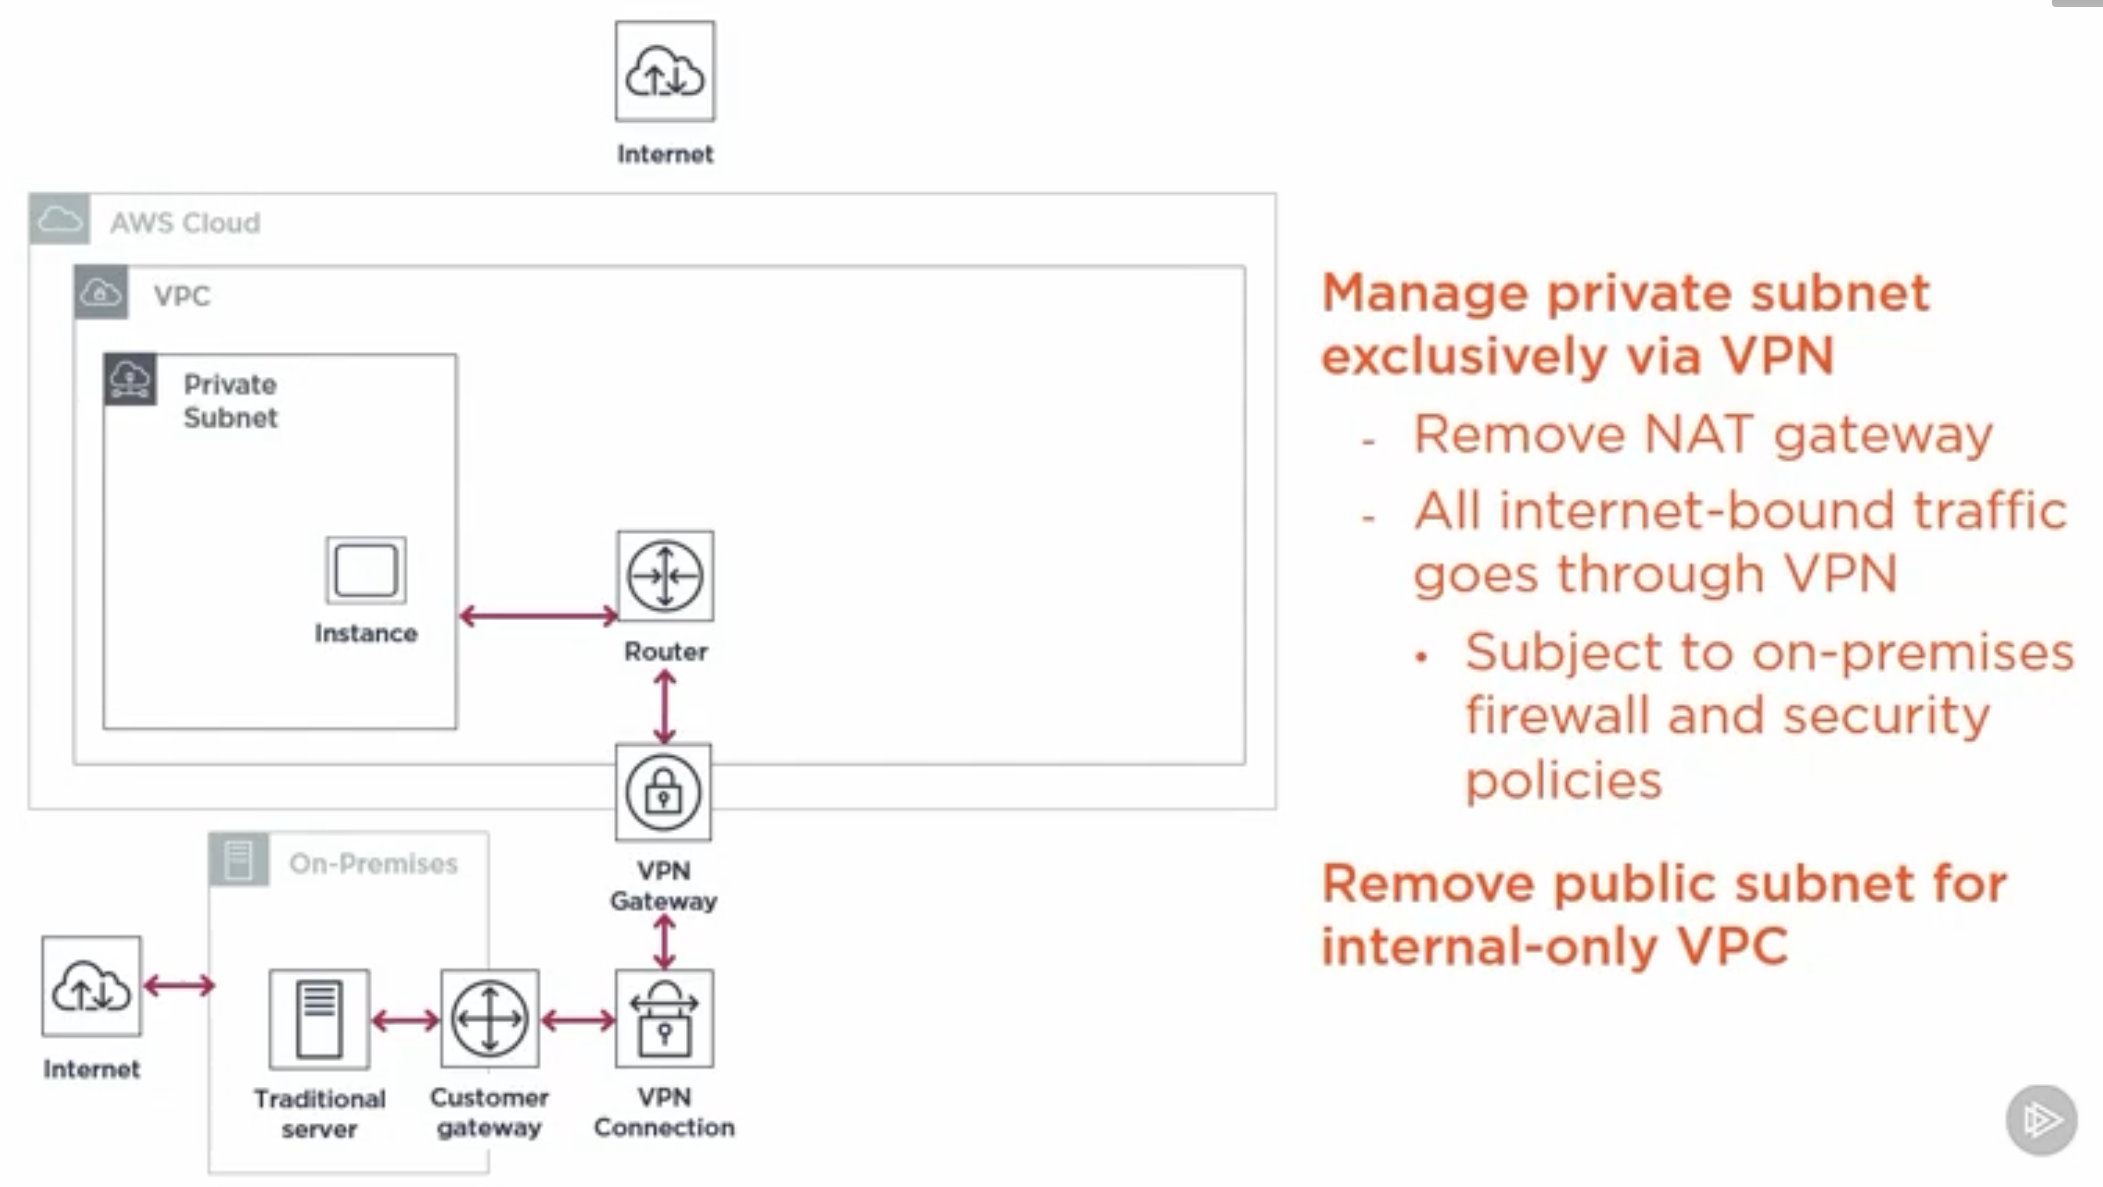 Internet
AWS Cloud
VPC
Private
Subnet
Instance
Router
VPN
Gateway
On-Premises
Internet
Traditional
server
Customer
gateway
VPN
Connection
Manage private subnet
exclusively via VPN
- Remove NAT gateway
- All internet-bound traffic
goes through VPN
• Subject to on-premises
firewall and security
policies
Remove public subnet for
internal-only VPC